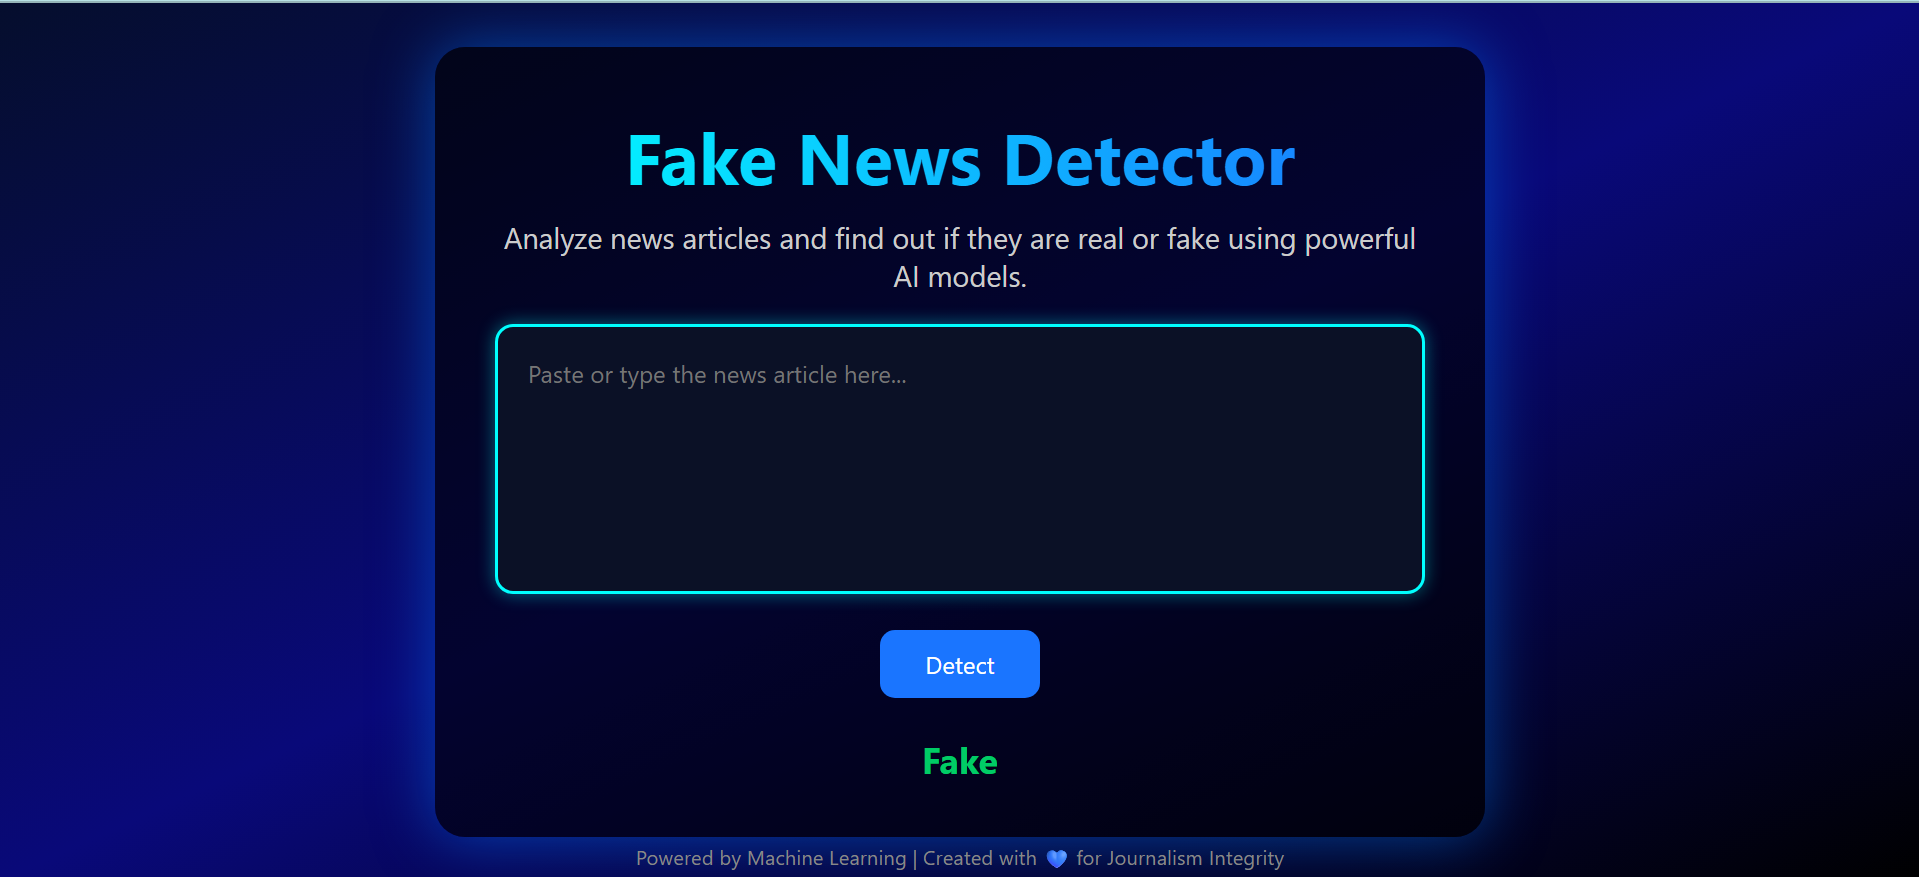 Fake News Detector
Analyze news articles and find out if they are real or fake using powerful
AI models.
Paste or type the news article here...
Detect
Fake
Powered by Machine Learning | Created with 💙 for Journalism Integrity